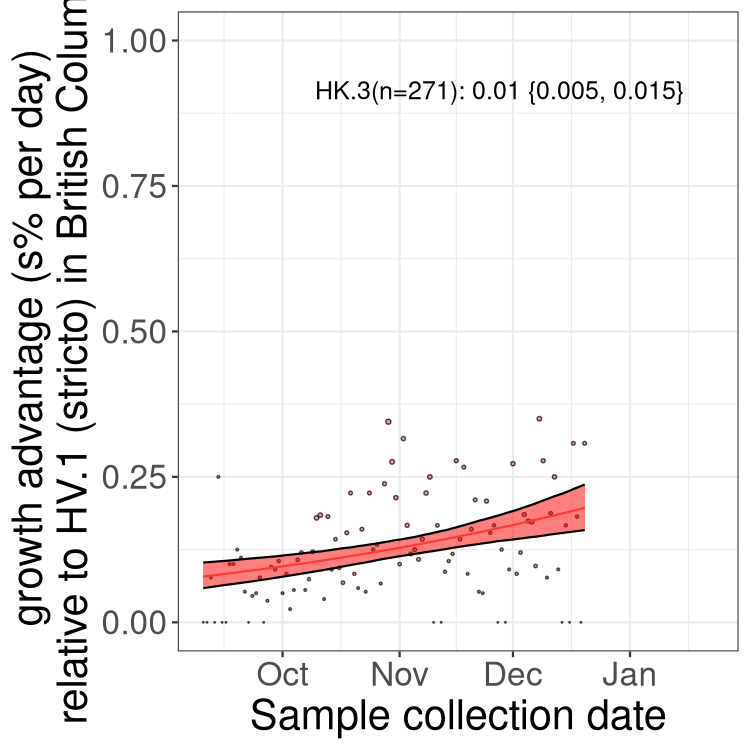 growth advantage (s% per day)
relative to HV.1 (stricto) in British Colum
1.00
0.75
0.50
0.25
0.00
HK.3(n=271): 0.01 {0.005, 0.015}
Oct Nov Dec Jan
Sample collection date